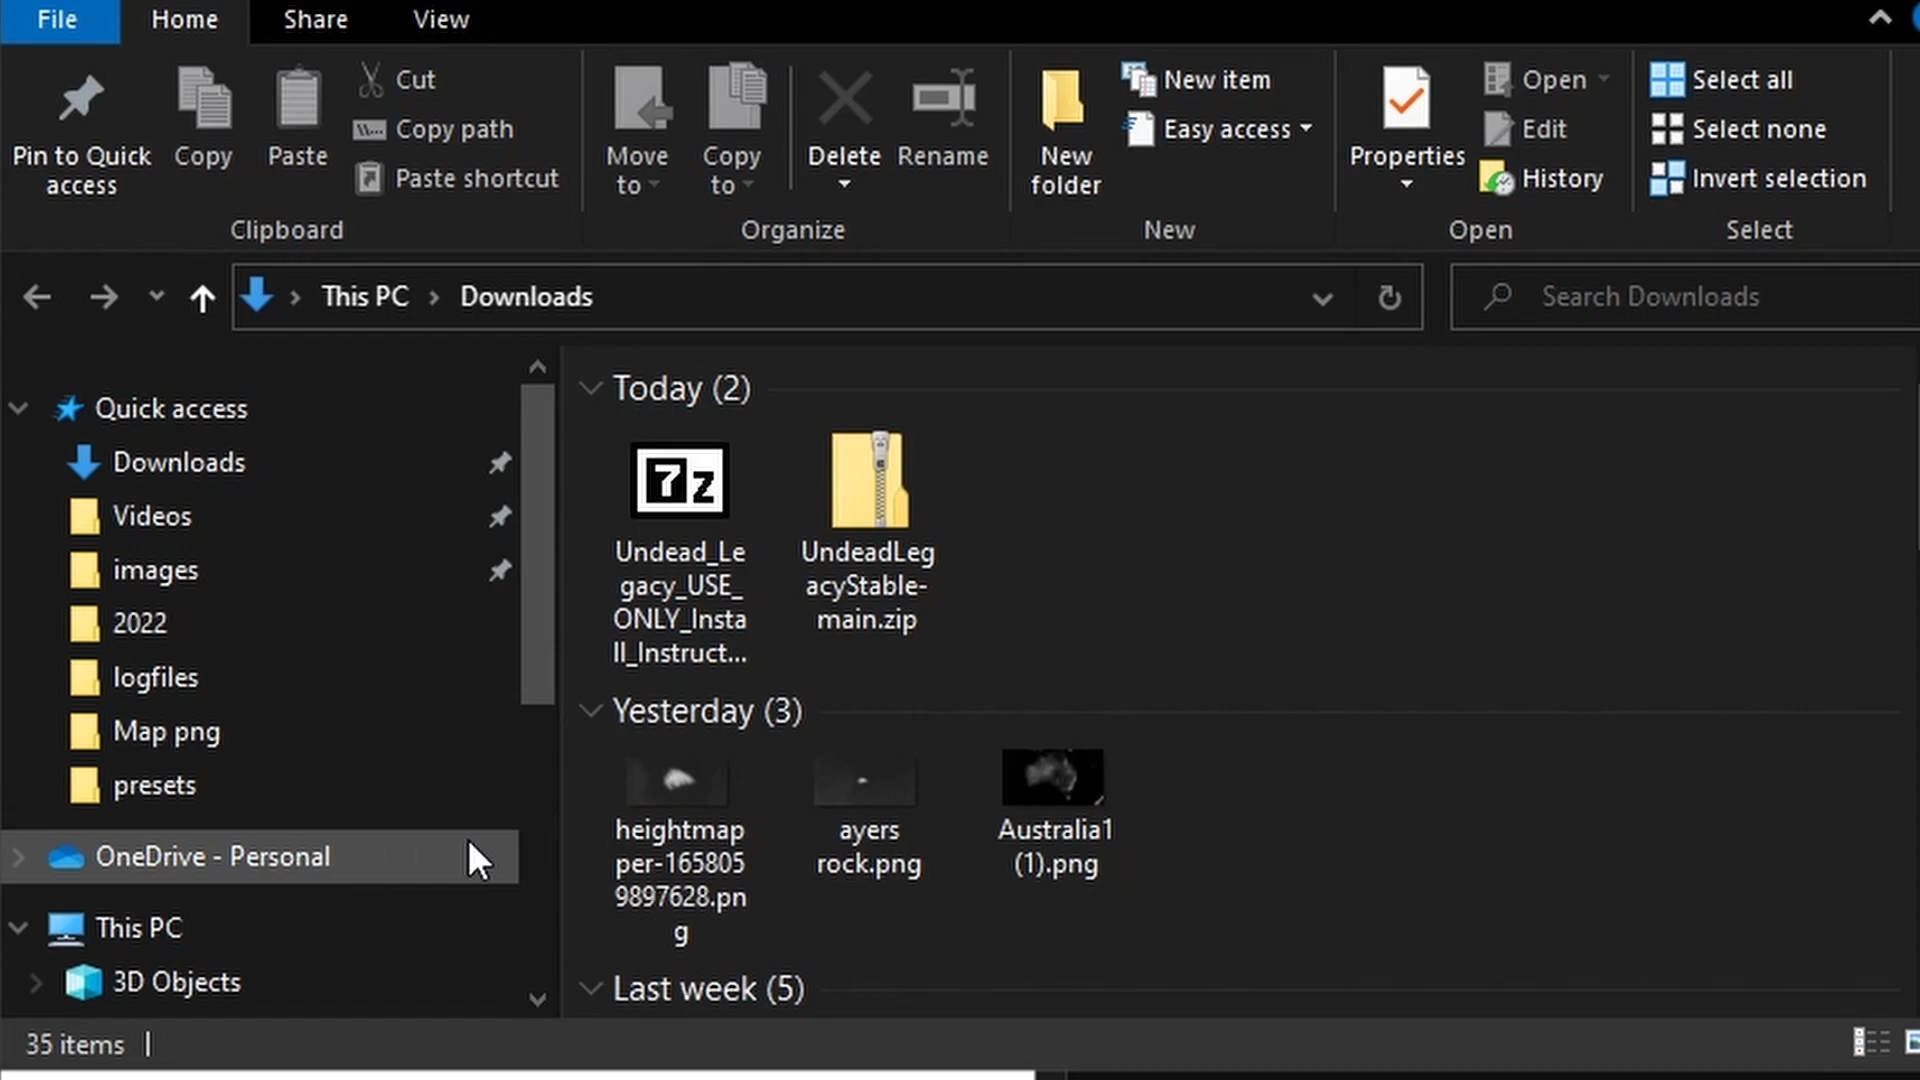 File
Home
Share
View
Pin to Quick
access
Copy
Paste
Cut
Copy path
Paste shortcut
Clipboard
Move
to
Copy
to
Delete
Rename
Organize
New
folder
New item
Easy access
New
Properties
Open
Edit
History
Open
Select all
Select none
Invert selection
Select
This PC
Downloads
Search Downloads
Quick access
Downloads
Videos
images
2022
logfiles
Map png
presets
OneDrive - Personal
This PC
3D Objects
Today (2)
7z
Undead_Le
gacy_USE_
ONLY_Insta
ll_Instruct...
UndeadLeg
acyStable-
main.zip
Yesterday (3)
heightmap
per-165805
9897628.pn
g
ayers
rock.png
Australia1
(1).png
Last week (5)
35 items